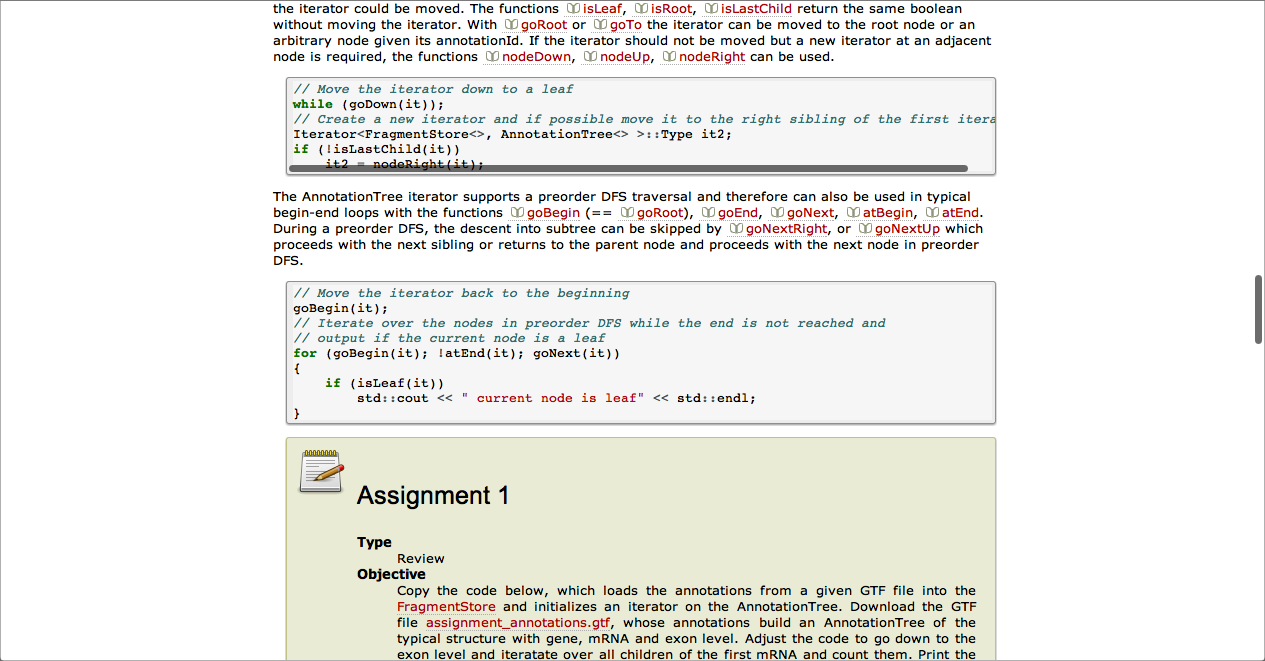 the iterator could be moved. The functions isLeaf, isRoot, isLastChild return the same boolean
without moving the iterator. With goRoot or goTo the iterator can be moved to the root node or an
arbitrary node given its annotationId. If the iterator should not be moved but a new iterator at an adjacent
node is required, the functions nodeDown, nodeUp, nodeRight can be used.
// Move the iterator down to a leaf
while (goDown(it));
// Create a new iterator and if possible move it to the right sibling of the first itera
Iterator<FragmentStore<>, AnnotationTree<> >::Type it2;
if (!isLastChild(it))
it2 = nodeRight(it);
The AnnotationTree iterator supports a preorder DFS traversal and therefore can also be used in typical
begin-end loops with the functions goBegin (== goRoot), goEnd, goNext, atBegin, atEnd.
During a preorder DFS, the descent into subtree can be skipped by goNextRight, or goNextUp which
proceeds with the next sibling or returns to the parent node and proceeds with the next node in preorder
DFS.
// Move the iterator back to the beginning
goBegin(it);
// Iterate over the nodes in preorder DFS while the end is not reached and
// output if the current node is a leaf
for (goBegin(it); !atEnd(it); goNext(it))
{
if (isLeaf(it))
std::cout << " current node is leaf" << std::endl;
}
Assignment 1
Type
Review
Objective
Copy the code below, which loads the annotations from a given GTF file into the
FragmentStore and initializes an iterator on the AnnotationTree. Download the GTF
file assignment_annotations.gtf, whose annotations build an AnnotationTree of the
typical structure with gene, mRNA and exon level. Adjust the code to go down to the
exon level and iteratate over all children of the first mRNA and count them. Print the